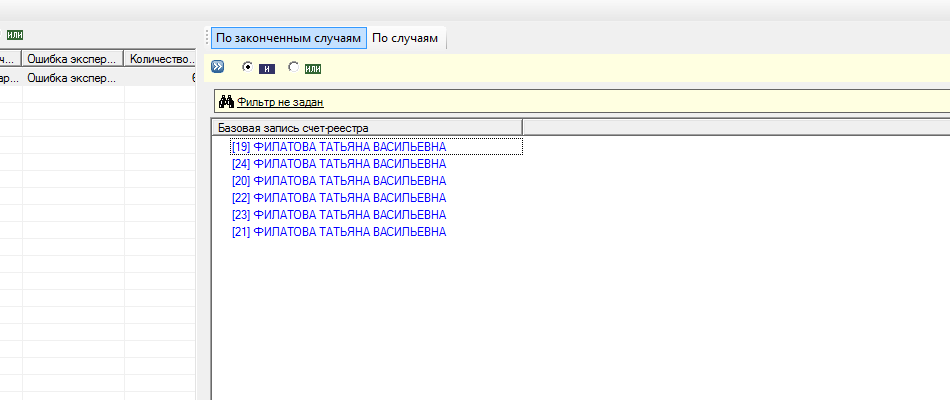 или
По законченным случаям По случаям
ч... Ошибка экспер... Количество...
ар... Ошибка экспер... 6
и или
Фильтр не задан
Базовая запись счет-реестра
[19] ФИЛАТОВА ТАТЬЯНА ВАСИЛЬЕВНА
[24] ФИЛАТОВА ТАТЬЯНА ВАСИЛЬЕВНА
[20] ФИЛАТОВА ТАТЬЯНА ВАСИЛЬЕВНА
[22] ФИЛАТОВА ТАТЬЯНА ВАСИЛЬЕВНА
[23] ФИЛАТОВА ТАТЬЯНА ВАСИЛЬЕВНА
[21] ФИЛАТОВА ТАТЬЯНА ВАСИЛЬЕВНА